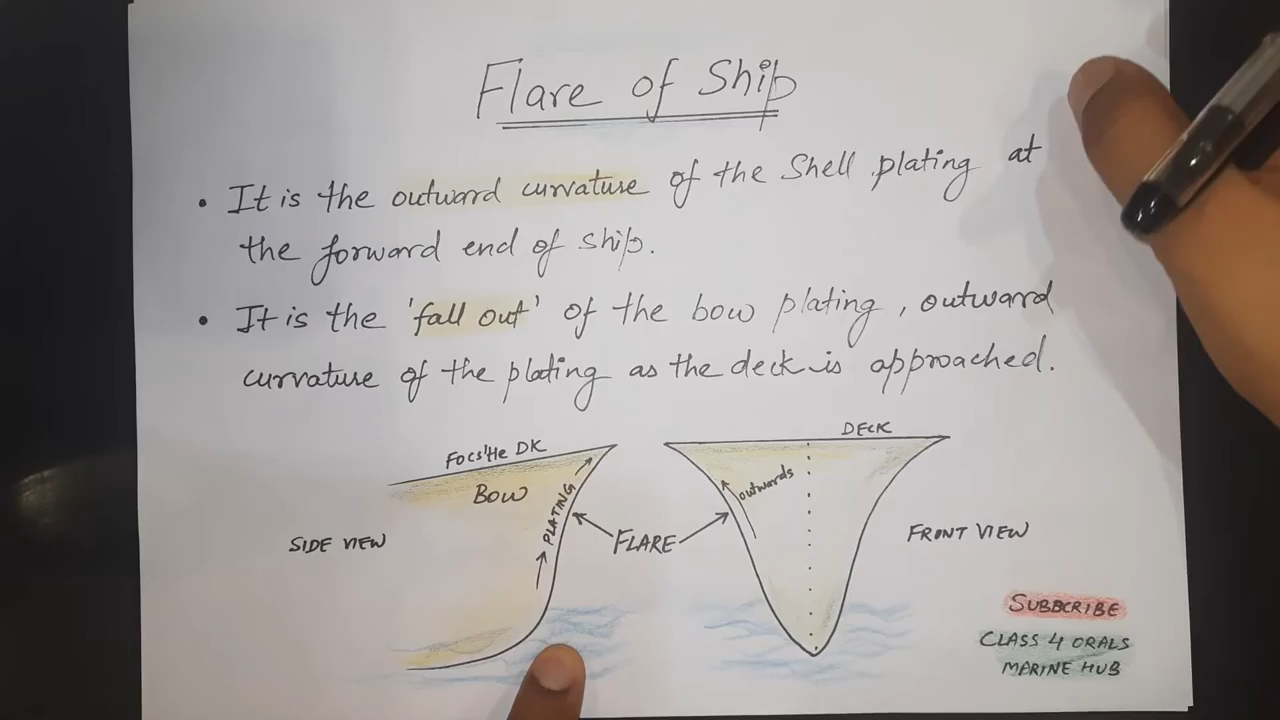 Flare of Ship
• It is the outward curvature of the Shell plating at
the forward end of ship.
• It is the 'fall out' of the bow plating, outward
curvature of the plating as the deck is approached.
Focs'tle DK
BOW
PLATING
SIDE VIEW
FLARE
DECK
outwards
FRONT VIEW
SUBBCRIBE
CLASS 4 ORALS
MARINE HUB